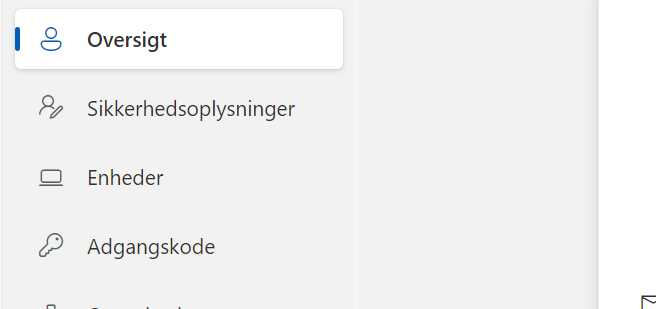 Oversigt
Sikkerhedsoplysninger
Enheder
Adgangskode